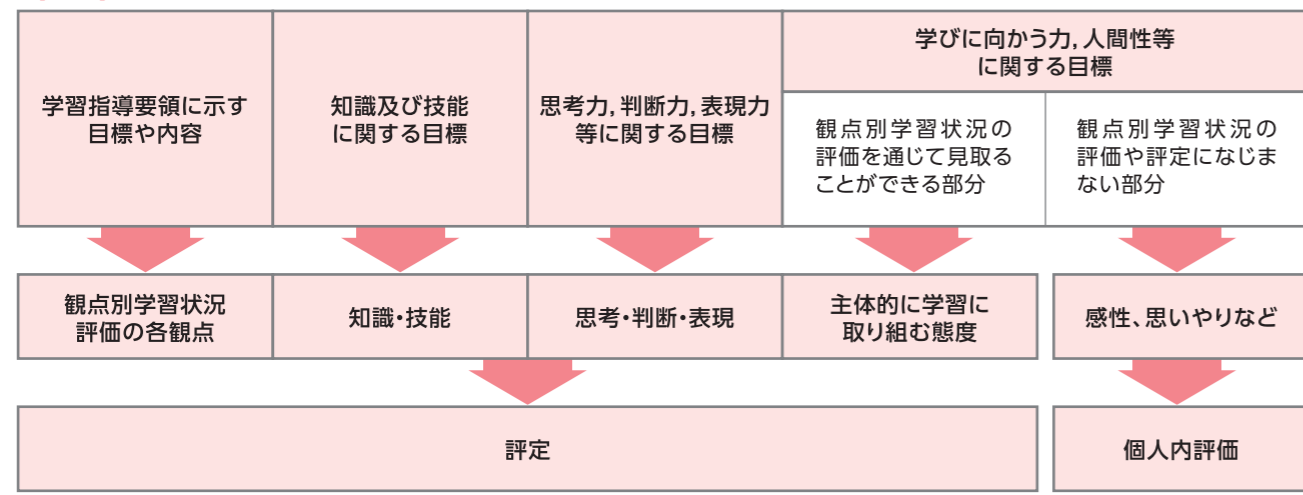 学習指導要領に示す
目標や内容
知識及び技能
に関する目標
思考力，判断力，表現力
等に関する目標
学びに向かう力，人間性等
に関する目標
観点別学習状況の
評価を通じて見取る
ことができる部分
観点別学習状況の
評価や評定になじま
ない部分
観点別学習状況
評価の各観点
知識・技能
思考・判断・表現
主体的に学習に
取り組む態度
感性、思いやりなど
評定
個人内評価